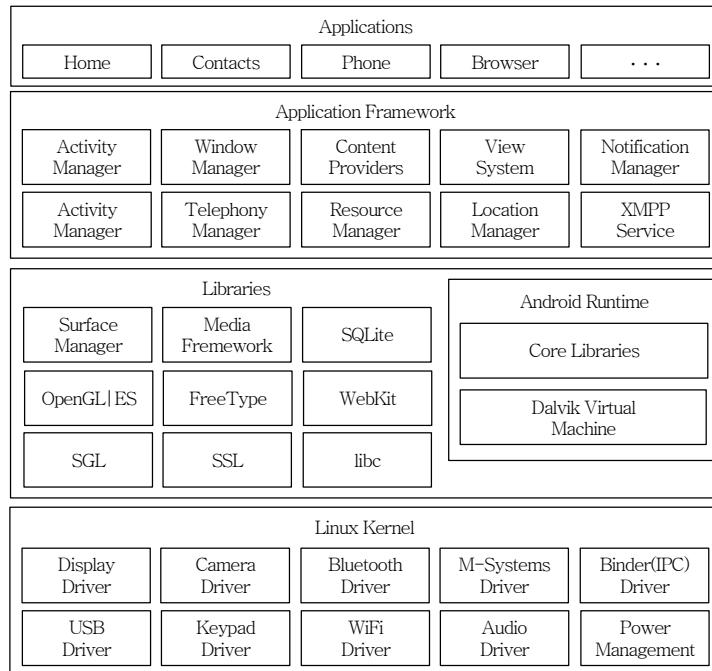 Applications
Home
Contacts
Phone
Browser
· · ·
Application Framework
Activity
Manager
Window
Manager
Content
Providers
View
System
Notification
Manager
Activity
Manager
Telephony
Manager
Resource
Manager
Location
Manager
XMPP
Service
Libraries
Surface
Manager
Media
Fremework
SQLite
OpenGL|ES
FreeType
WebKit
SGL
SSL
libc
Android Runtime
Core Libraries
Dalvik Virtual
Machine
Linux Kernel
Display
Driver
Camera
Driver
Bluetooth
Driver
M-Systems
Driver
Binder(IPC)
Driver
USB
Driver
Keypad
Driver
WiFi
Driver
Audio
Driver
Power
Management